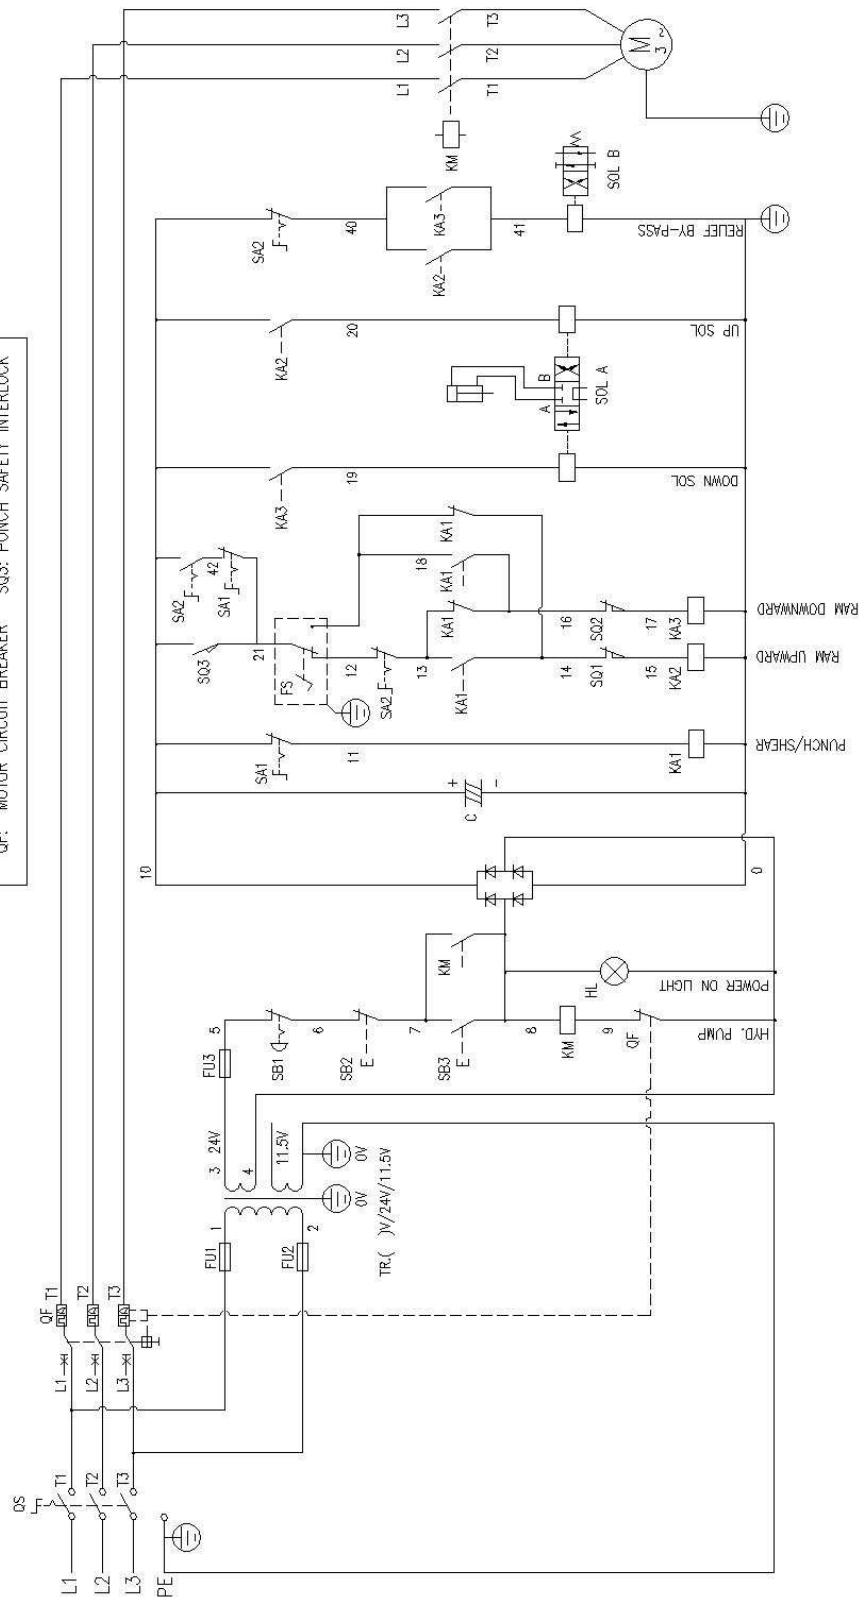 QF: MOTOR CIRCUIT BREAKER SQ3: PUNCH SAFETY INTERLOCK
L1
L2
L3
PE
QS
T1
T2
T3
L1
L2
L3
QF T1
T2
T3
FU1
FU2
1
2
TR.( )V/24V/11.5V
0V
0V
3 24V
4
11.5V
FU3
5
SB1
6
SB2
E
7
SB3
E
KM
8
KM
9
QF
HYD. PUMP
HL
POWER ON LIGHT
10
0
C
+
-
SA1
11
KA1
PUNCH/SHEAR
SQ3
SA2
42
SA1
21
FS
12
SA2
13
KA1
KA1
KA1
KA1
18
14
16
SQ1
SQ2
15
17
KA2
KA3
RAM UPWARD
RAM DOWNWARD
KA3
19
DOWN SOL
A
B
SOL A
KA2
20
UP SOL
SA2
40
KA2
KA3
41
SOL B
RELIEF BY-PASS
KM
L1
L2
L3
T1
T2
T3
M
3 ~